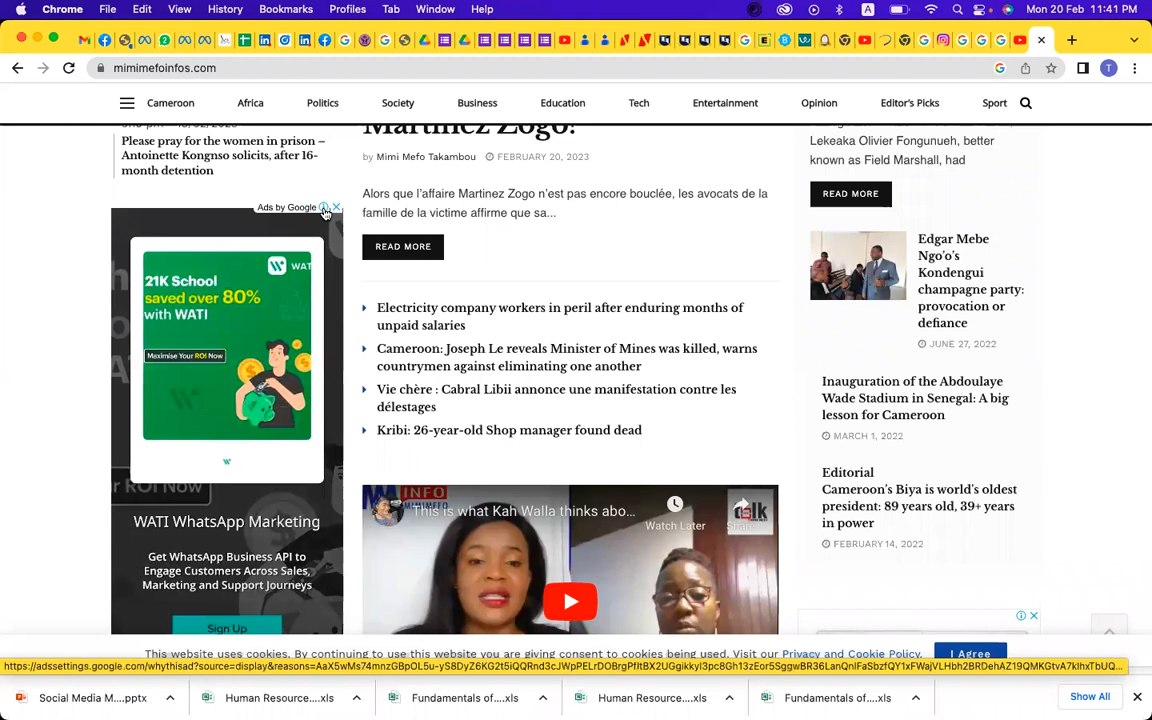 Chrome File Edit View History Bookmarks Profiles Tab Window Help A Mon 20 Feb 11:41 PM
mimimefoinfos.com T
Cameroon Africa Politics Society Business Education Tech Entertainment Opinion Editor's Picks Sport
Please pray for the women in prison –
Antoinette Kongnso solicits, after 16-
month detention
Ads by Google
WATI
21K School
saved over 80%
with WATI
Maximise Your ROI Now
ur ROI Now
WATI WhatsApp Marketing
Get WhatsApp Business API to
Engage Customers Across Sales,
Marketing and Support Journeys
Sign Up
Martinez Zogo?
by Mimi Mefo Takambou FEBRUARY 20, 2023
Alors que l'affaire Martinez Zogo n'est pas encore bouclée, les avocats de la
famille de la victime affirme que sa...
READ MORE
Electricity company workers in peril after enduring months of
unpaid salaries
Cameroon: Joseph Le reveals Minister of Mines was killed, warns
countrymen against eliminating one another
Vie chère : Cabral Libii annonce une manifestation contre les
délestages
Kribi: 26-year-old Shop manager found dead
INFO
MIMIMEFO
This is what Kah Walla thinks abo...
Watch Later
Share
talk
Lekeaka Olivier Fongunueh, better
known as Field Marshall, had
READ MORE
Edgar Mebe
Ngo'o's
Kondengui
champagne party:
provocation or
defiance
JUNE 27, 2022
Inauguration of the Abdoulaye
Wade Stadium in Senegal: A big
lesson for Cameroon
MARCH 1, 2022
Editorial
Cameroon's Biya is world's oldest
president: 89 years old, 39+ years
in power
FEBRUARY 14, 2022
This website uses cookies. By continuing to use this website you are giving consent to cookies being used. Visit our Privacy and Cookie Policy. I Agree
Social Media M....pptx Human Resource....xls Fundamentals of....xls Human Resource....xls Fundamentals of....xls Show All